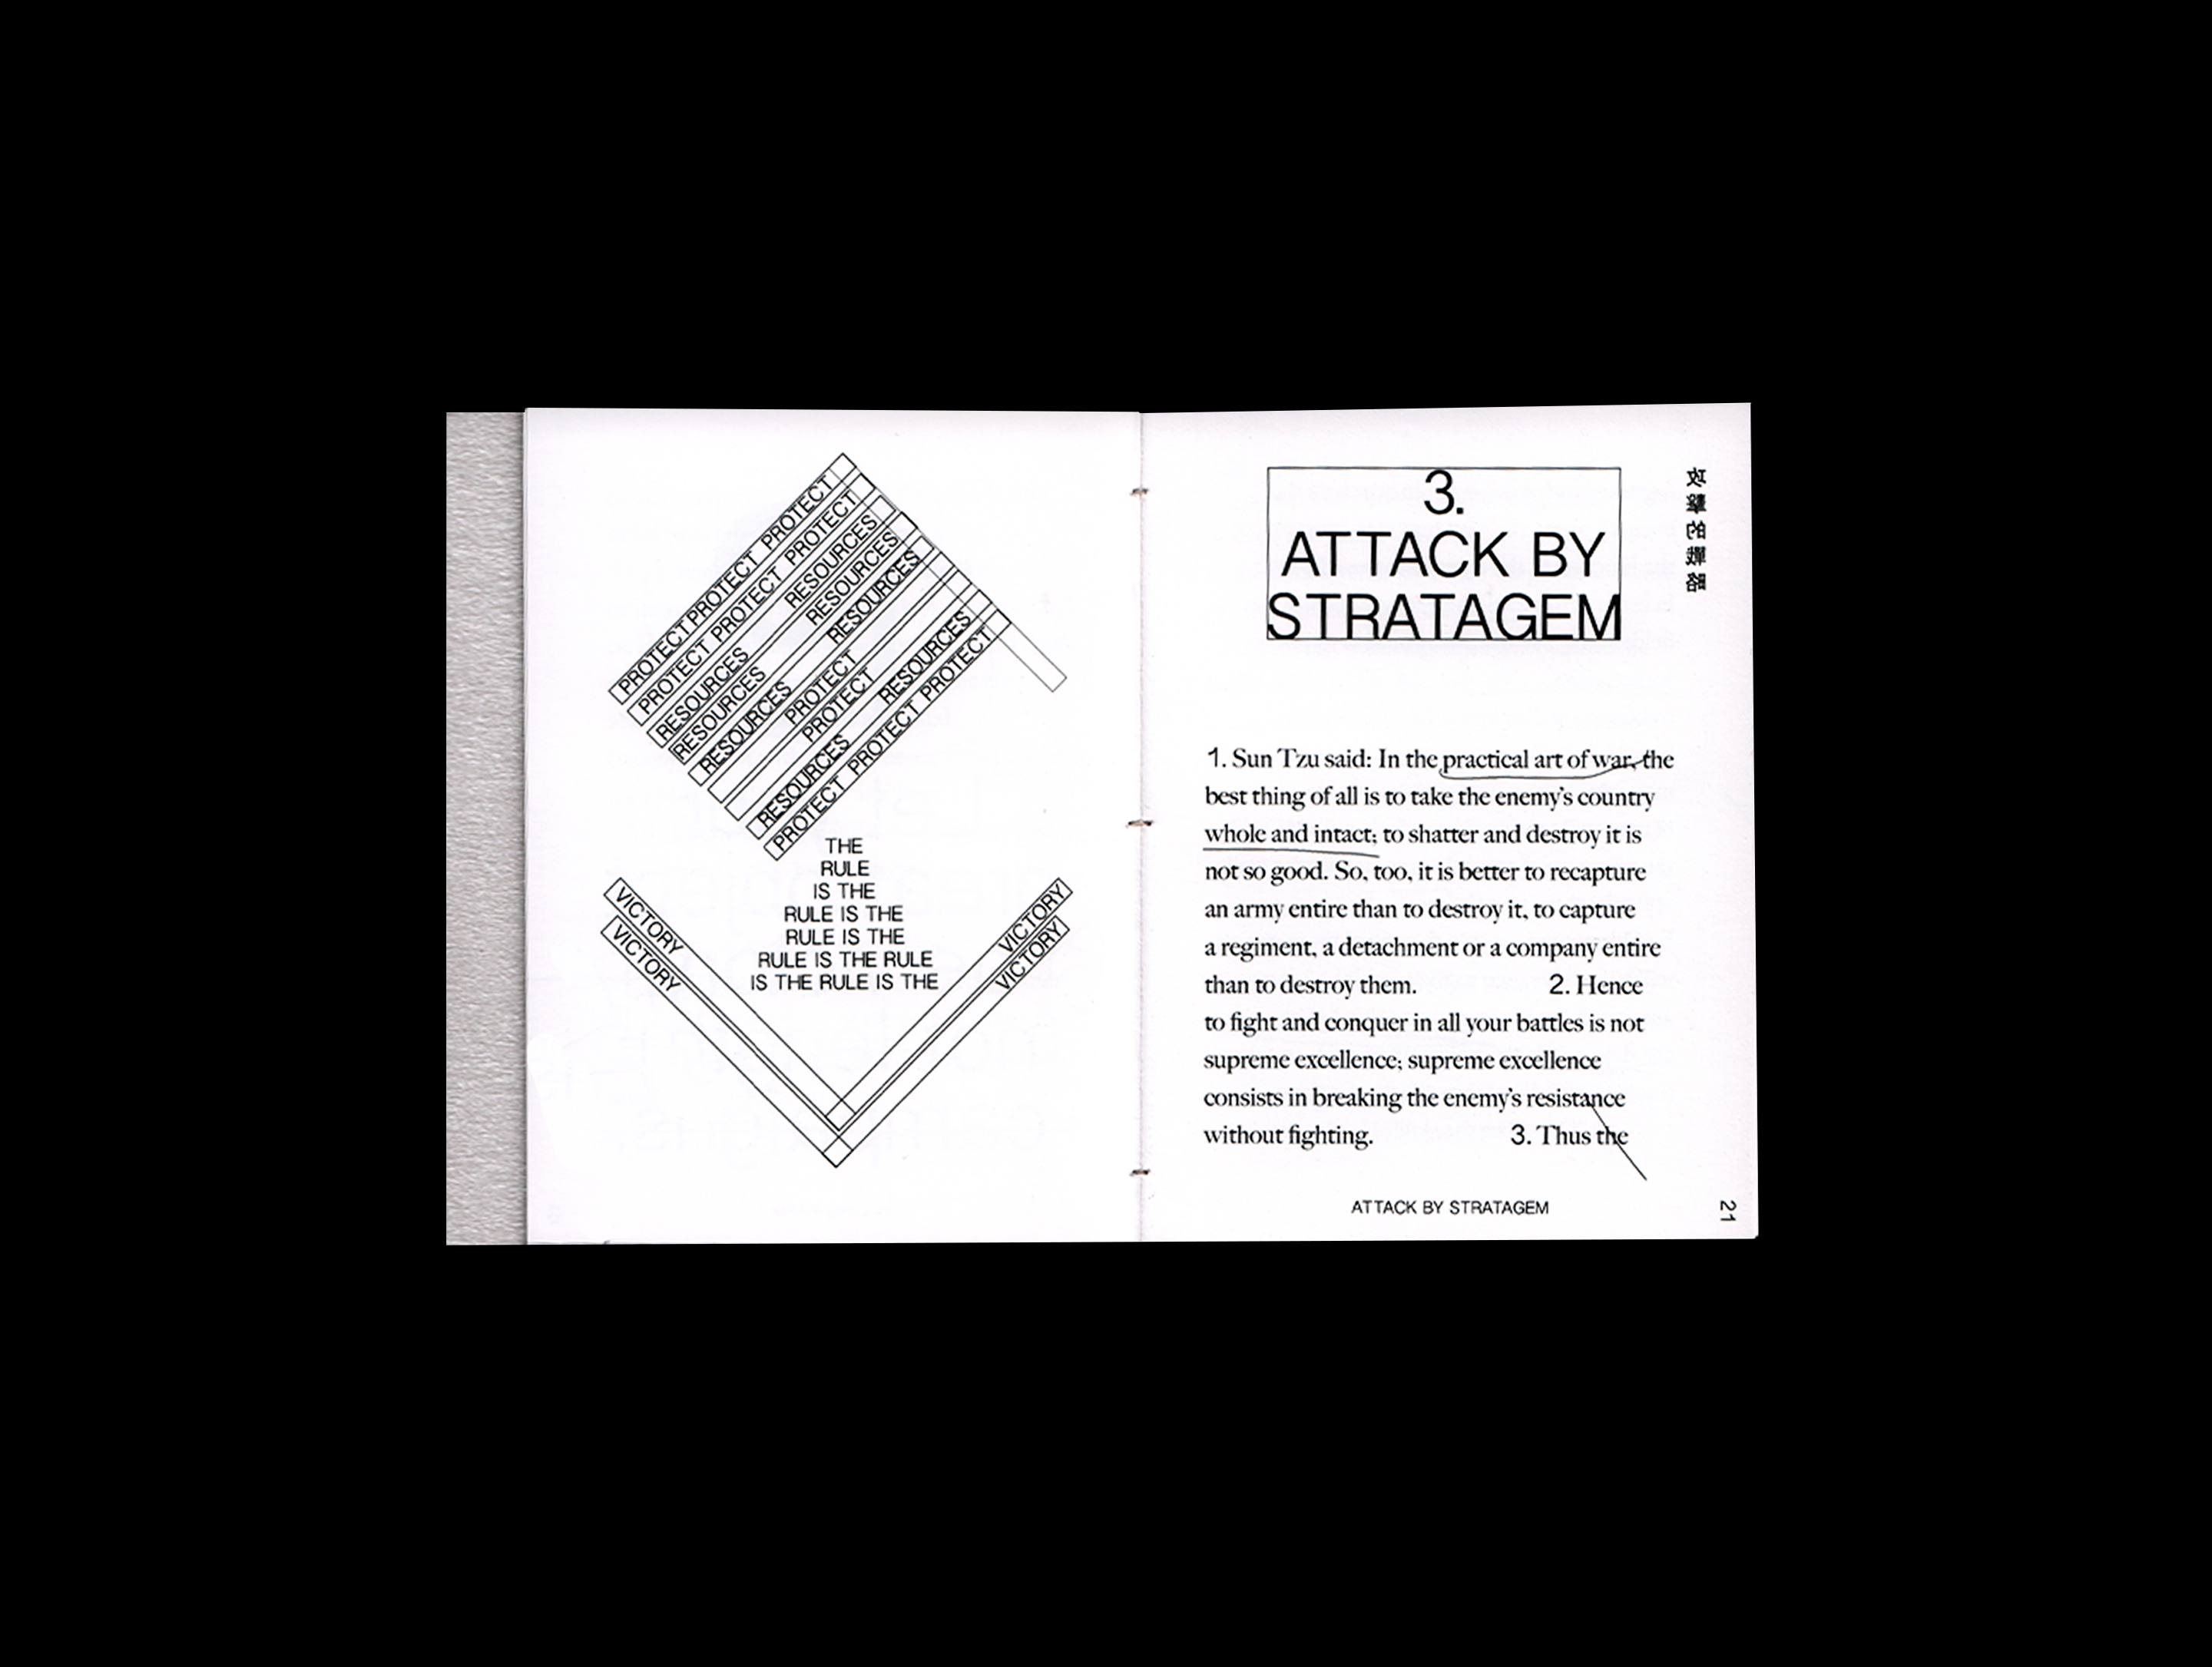 PROTECT PROTECT PROTECT
PROTECT PROTECT PROTECT
RESOURCES RESOURCES
RESOURCES RESOURCES
RESOURCES RESOURCES
PROTECT
PROTECT
RESOURCES RESOURCES
PROTECT PROTECT PROTECT
THE
RULE
IS THE
RULE IS THE
RULE IS THE
RULE IS THE RULE
IS THE RULE IS THE
VICTORY
VICTORY
VICTORY
VICTORY
3.
ATTACK BY
STRATAGEM
攻擊的戰略
1. Sun Tzu said: In the practical art of war, the
best thing of all is to take the enemy's country
whole and intact; to shatter and destroy it is
not so good. So, too, it is better to recapture
an army entire than to destroy it, to capture
a regiment, a detachment or a company entire
than to destroy them. 2. Hence
to fight and conquer in all your battles is not
supreme excellence; supreme excellence
consists in breaking the enemy's resistance
without fighting. 3. Thus the
ATTACK BY STRATAGEM
21